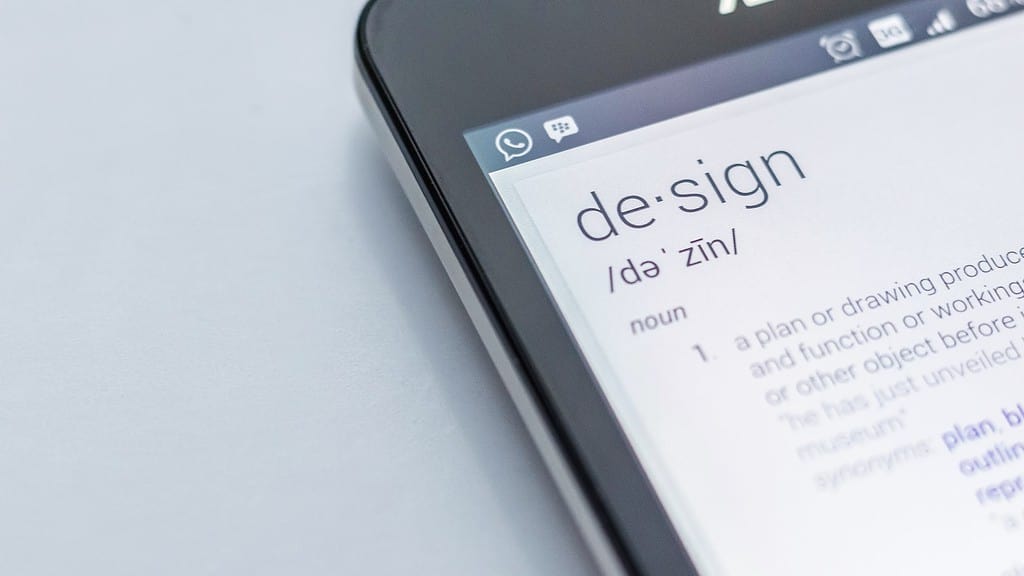 3G
de·sign
/dəˈ zīn/
noun
1. a plan or drawing produce
and function or working
or other object before
"he has just unveiled
museum"
synonyms: plan, bl
outlin
repr
"a